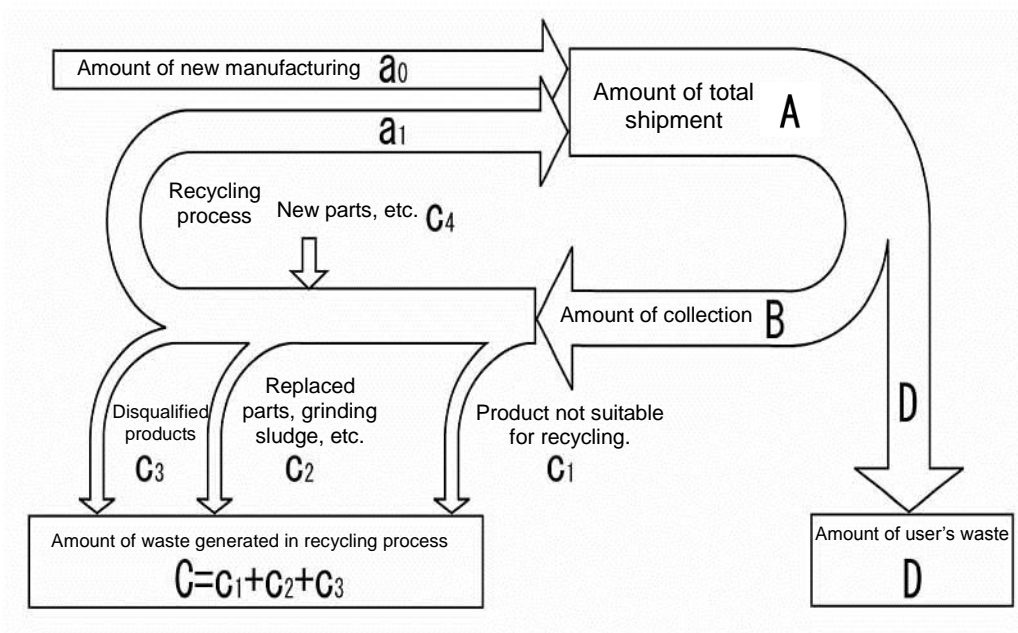 Amount of new manufacturing a0
Amount of total
shipment A
a1
Recycling
process
New parts, etc. C4
Amount of collection B
Disqualified
products
C3
Replaced
parts, grinding
sludge, etc.
C2
Product not suitable
for recycling.
C1
D
Amount of waste generated in recycling process
C=C1+C2+C3
Amount of user's waste
D